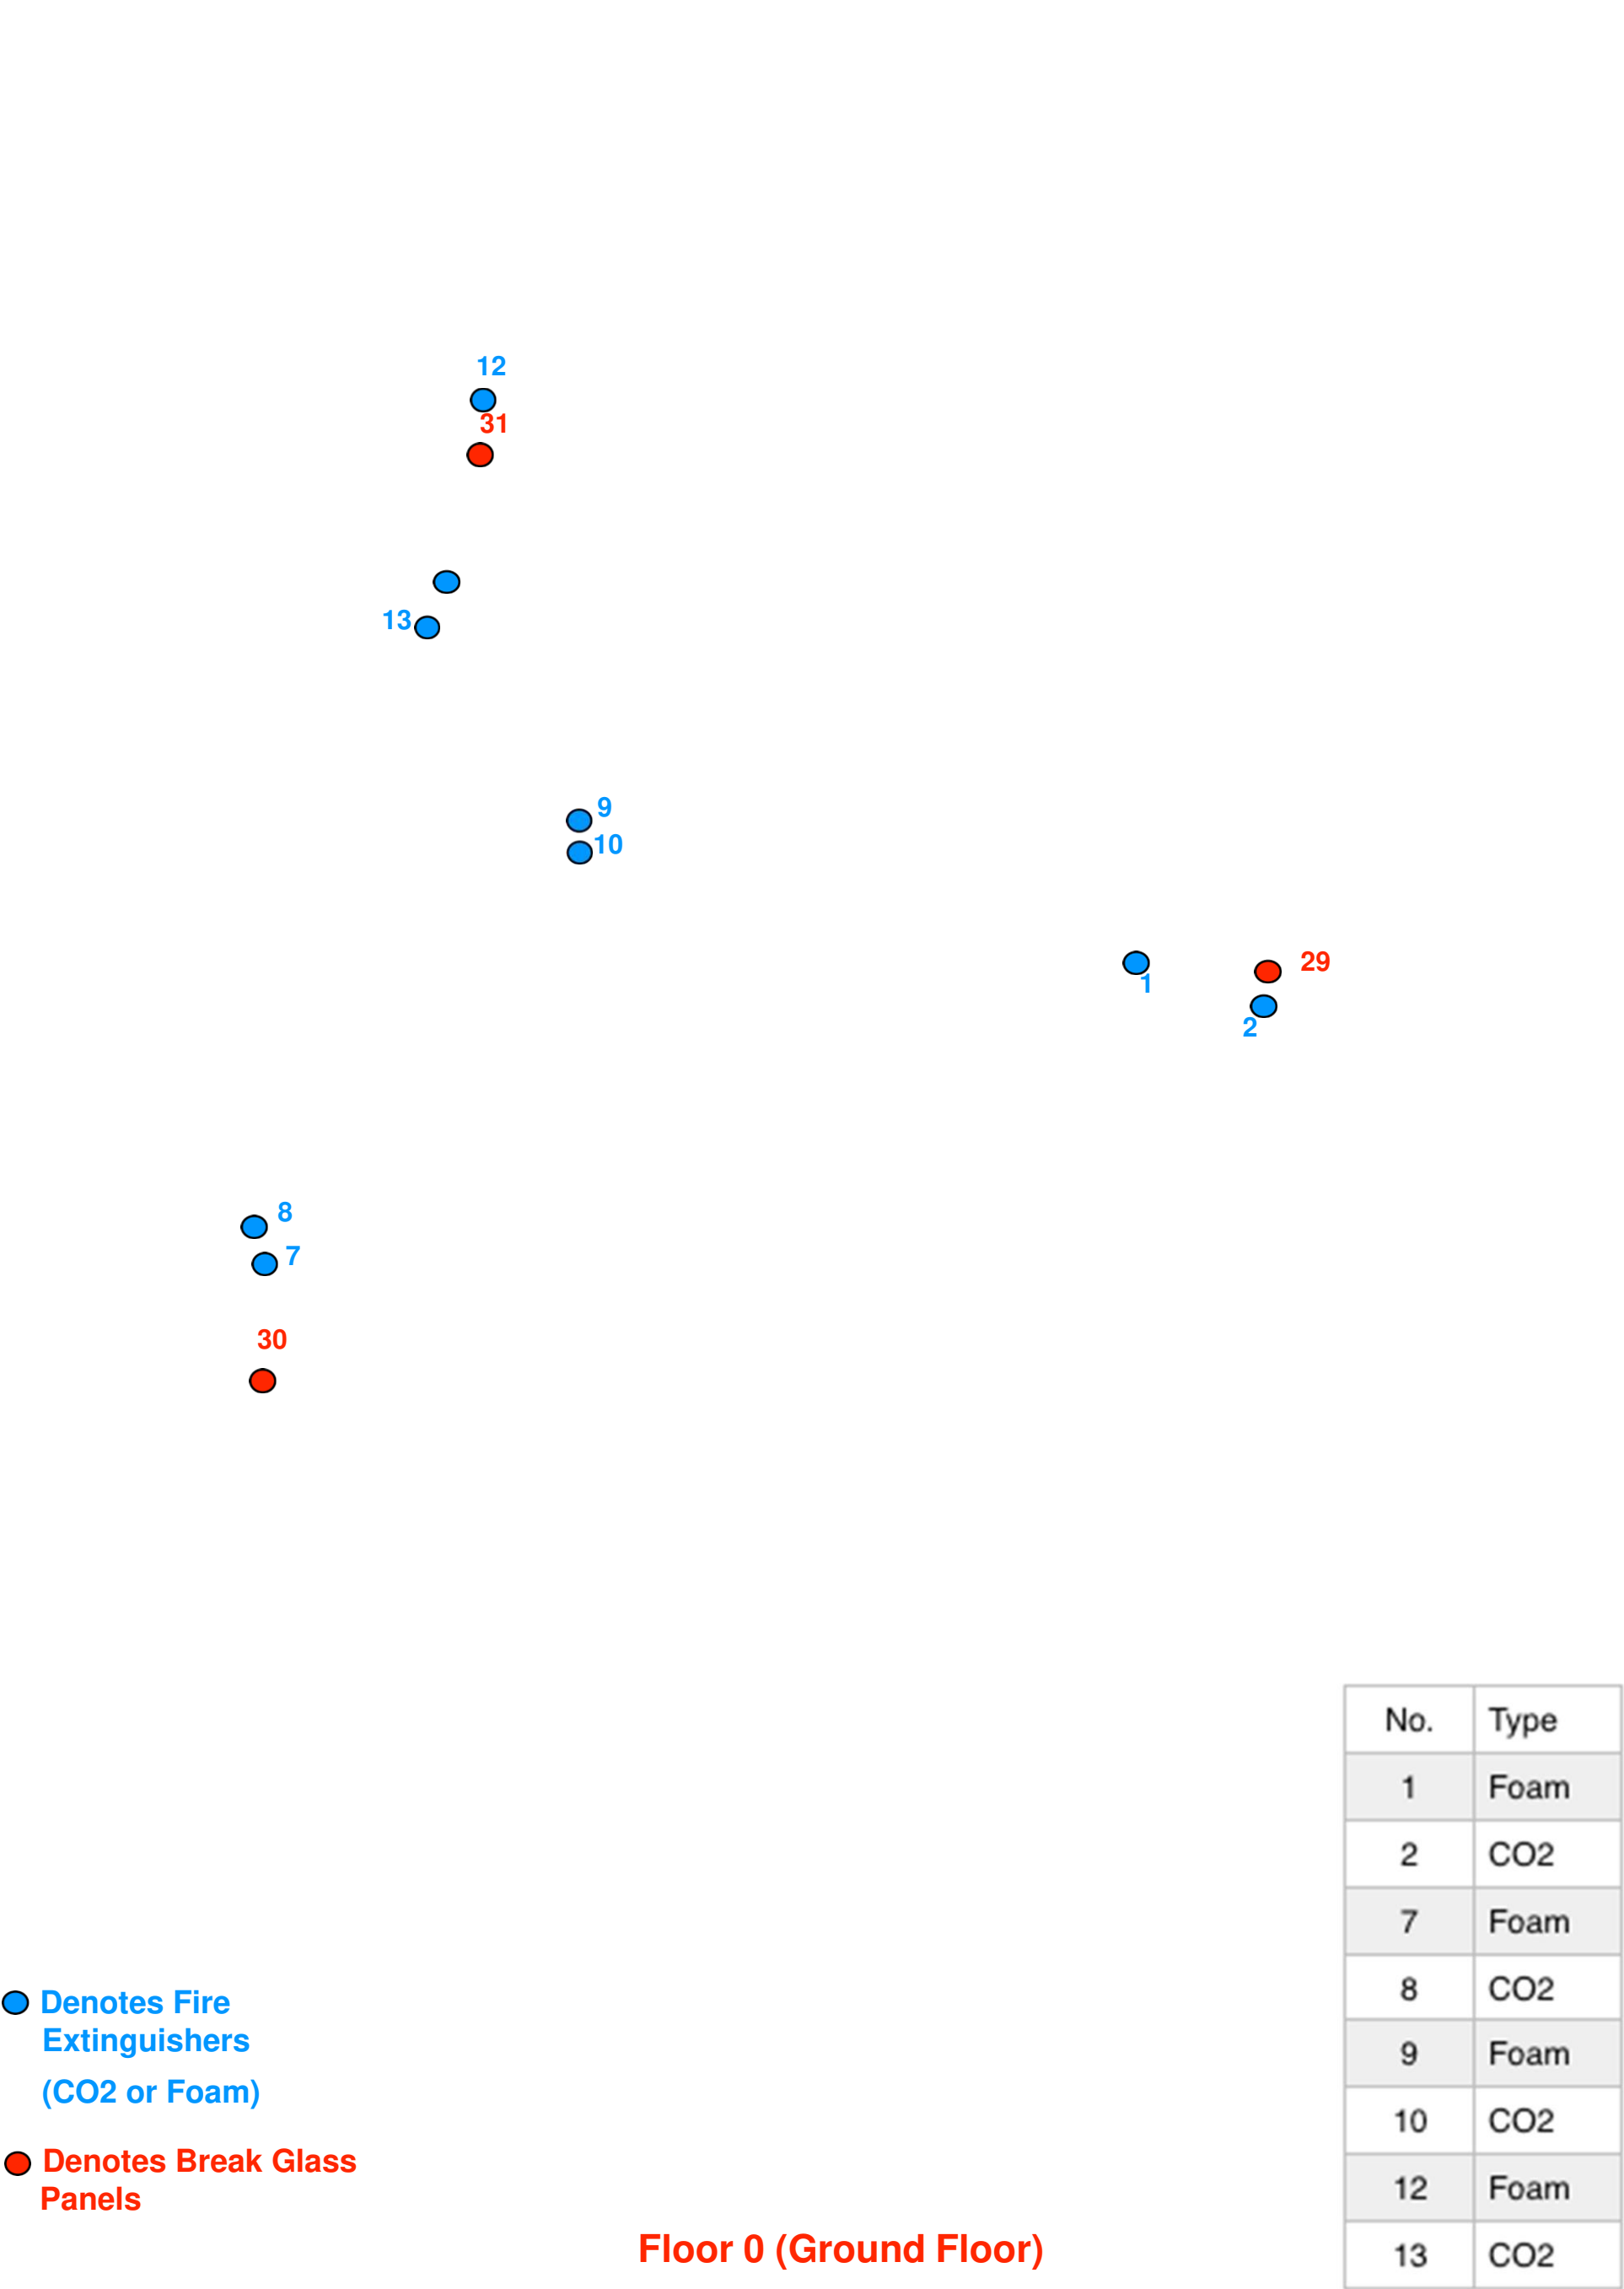 12
31
13
9
10
1
29
2
8
7
30
No. Type
1 Foam
2 CO2
7 Foam
8 CO2
9 Foam
10 CO2
12 Foam
13 CO2
Denotes Fire
Extinguishers
(CO2 or Foam)
Denotes Break Glass
Panels
Floor 0 (Ground Floor)